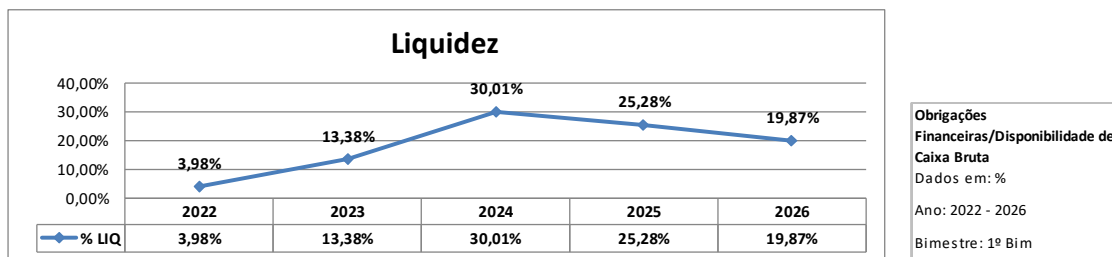 Liquidez
40,00%
30,00%
20,00%
10,00%
0,00%
3,98%
13,38%
30,01%
25,28%
19,87%
2022 2023 2024 2025 2026
% LIQ 3,98% 13,38% 30,01% 25,28% 19,87%
Obrigações
Financeiras/Disponibilidade de
Caixa Bruta
Dados em: %
Ano: 2022 - 2026
Bimestre: 1º Bim